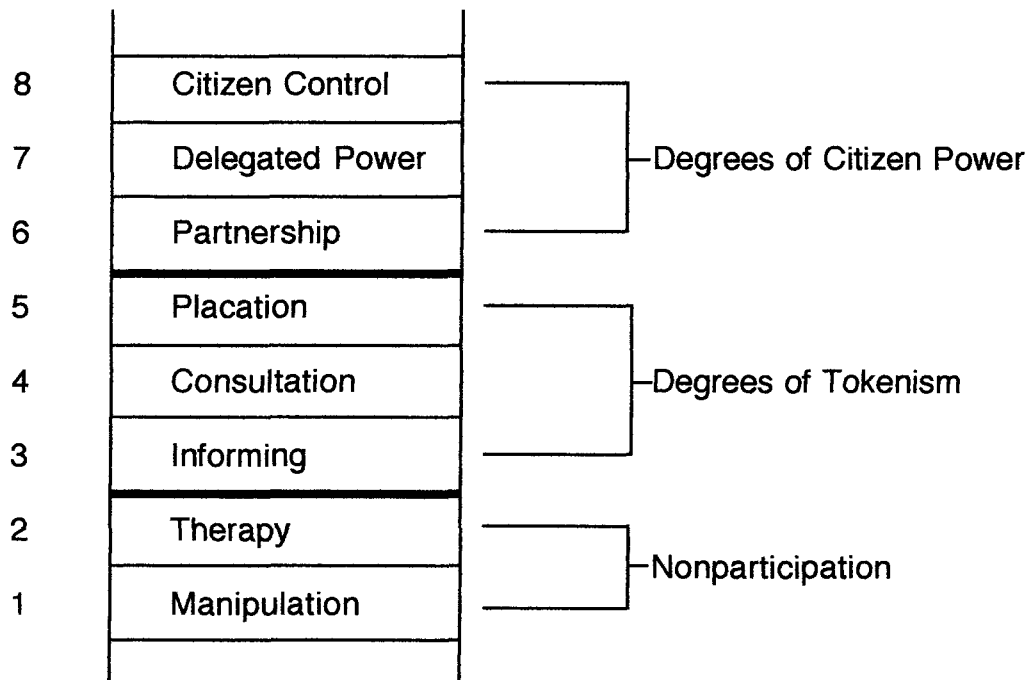 8 Citizen Control
7 Delegated Power
Degrees of Citizen Power
6 Partnership
5 Placation
4 Consultation
Degrees of Tokenism
3 Informing
2 Therapy
Nonparticipation
1 Manipulation